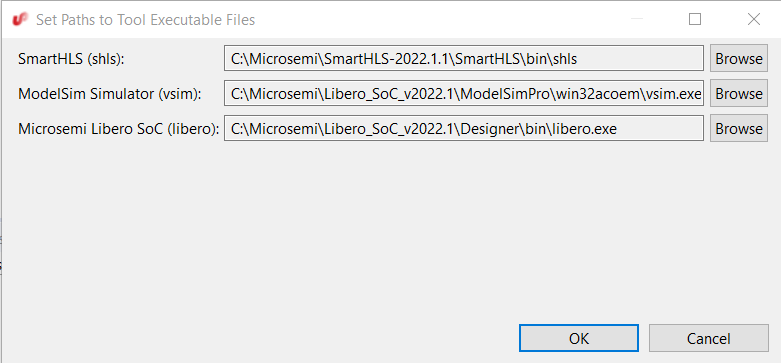 Set Paths to Tool Executable Files
SmartHLS (shls): C:\Microsemi\SmartHLS-2022.1.1\SmartHLS\bin\shls Browse
ModelSim Simulator (vsim): C:\Microsemi\Libero_SoC_v2022.1\ModelSimPro\win32acoem\vsim.exe Browse
Microsemi Libero SoC (libero): C:\Microsemi\Libero_SoC_v2022.1\Designer\bin\libero.exe Browse
OK Cancel